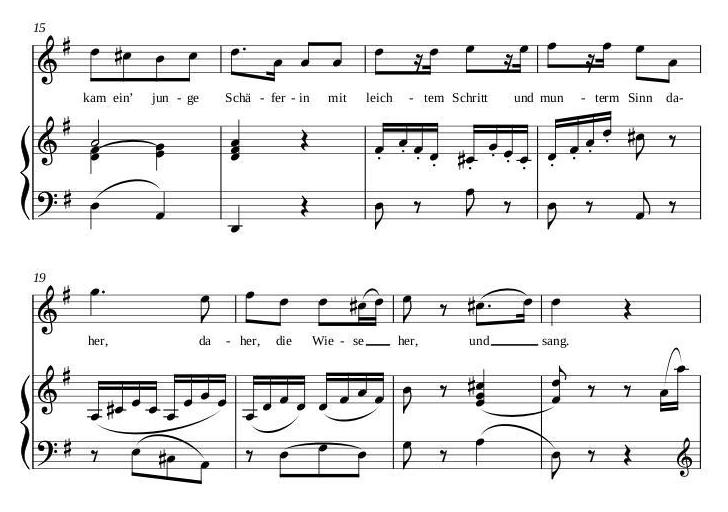 15
kam ein’ jun - ge Schä - fer - in mit leich - tem Schritt und mun - term Sinn da-
19
her, da - her, die Wie - se her, und sang.